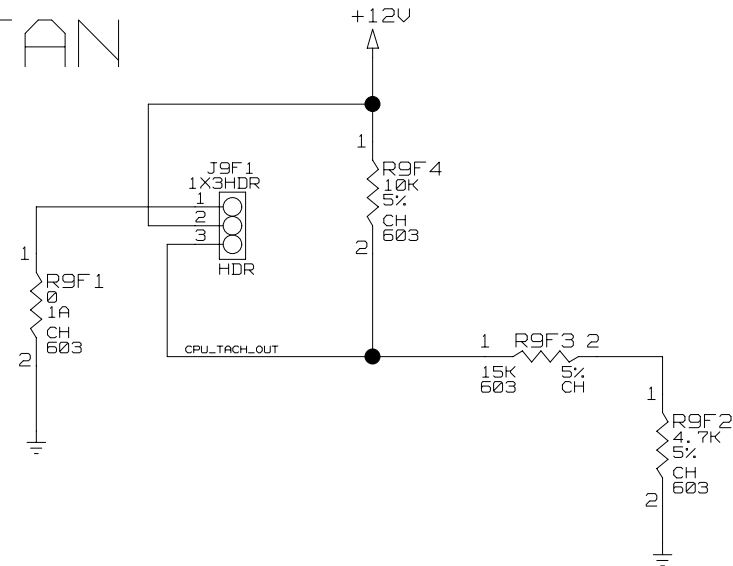 +12V
J9F1
1X3HDR
1
2
3
HDR
1
R9F4
10K
5%
CH
603
2
1
R9F1
0
1A
CH
603
2
CPU_TACH_OUT
1 R9F3 2
15K 5%
603 CH
1
R9F2
4.7K
5%
CH
603
2